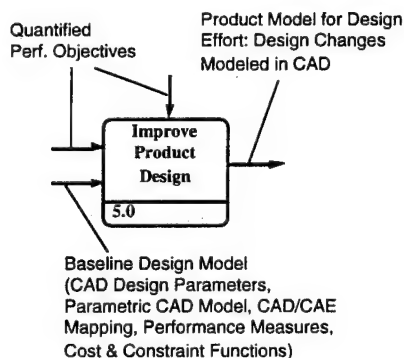 Quantified
Perf. Objectives
Product Model for Design
Effort: Design Changes
Modeled in CAD
Improve
Product
Design
5.0
Baseline Design Model
(CAD Design Parameters,
Parametric CAD Model, CAD/CAE
Mapping, Performance Measures,
Cost & Constraint Functions)